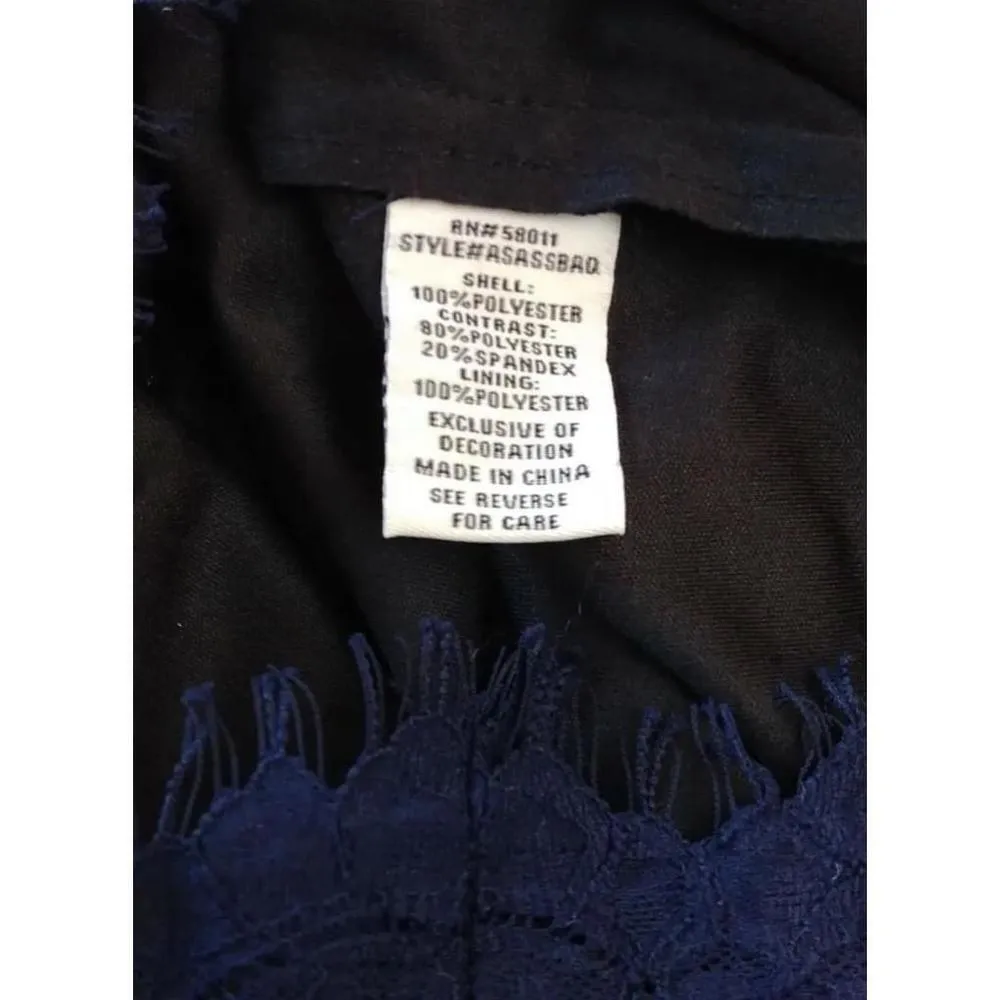 RN#58011
STYLE#ASASSBAQ
SHELL:
100%POLYESTER
CONTRAST:
80%POLYESTER
20%SPANDEX
LINING:
100%POLYESTER
EXCLUSIVE OF
DECORATION
MADE IN CHINA
SEE REVERSE
FOR CARE